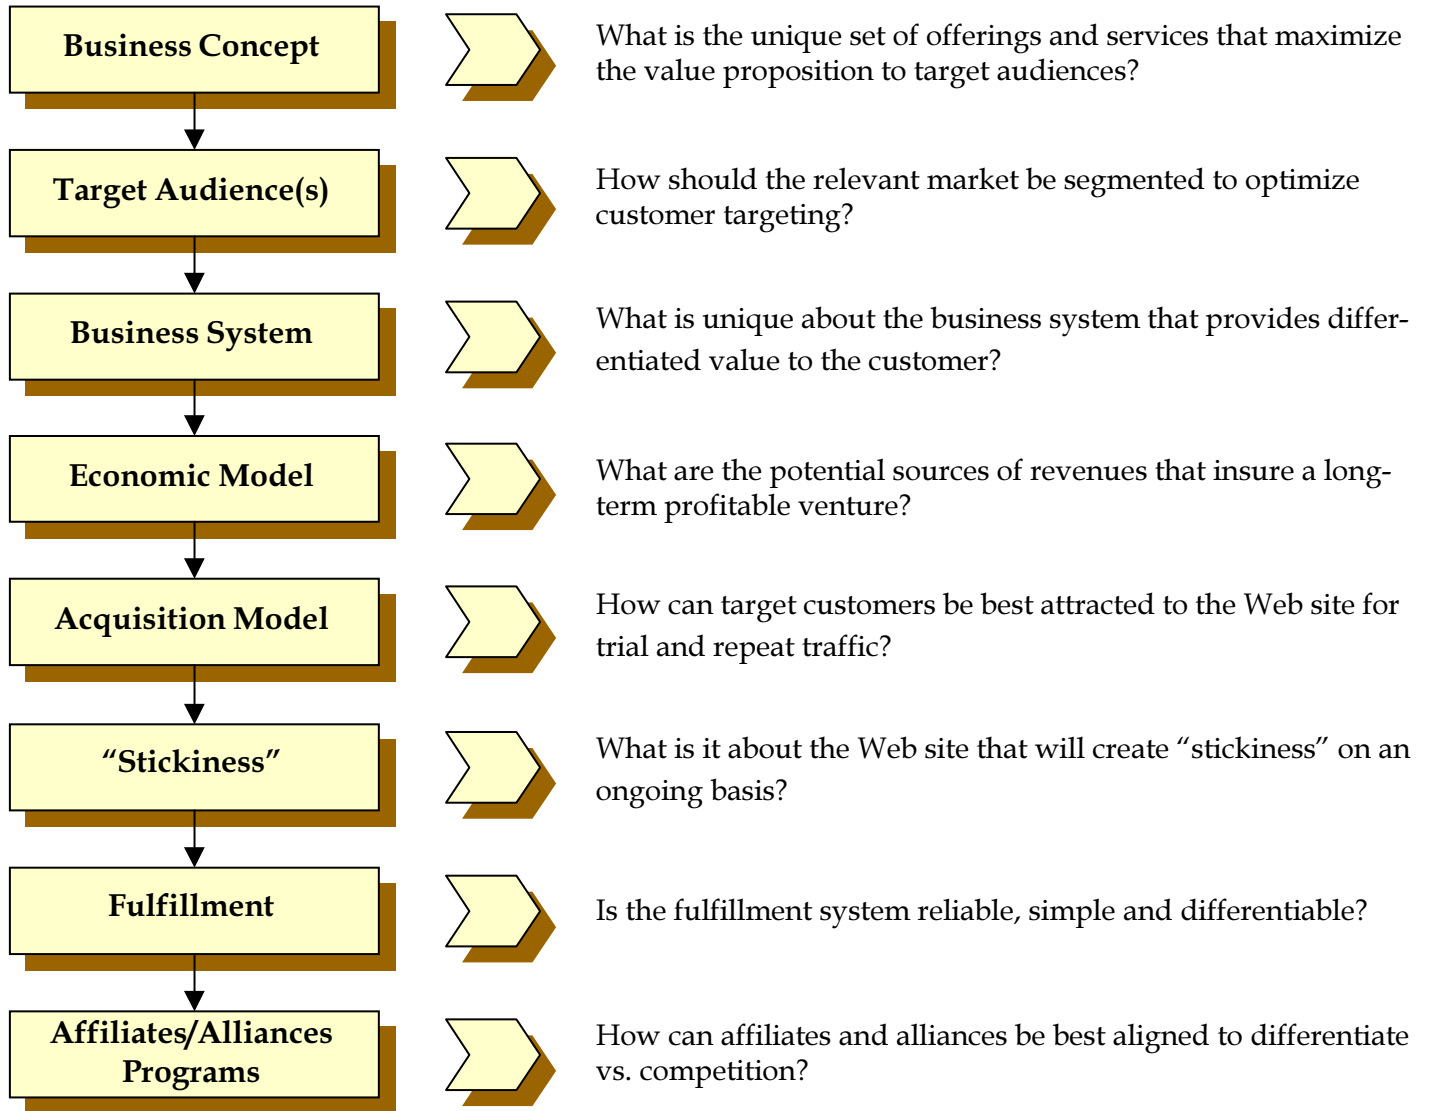 Business Concept
What is the unique set of offerings and services that maximize
the value proposition to target audiences?
Target Audience(s)
How should the relevant market be segmented to optimize
customer targeting?
Business System
What is unique about the business system that provides differ-
entiated value to the customer?
Economic Model
What are the potential sources of revenues that insure a long-
term profitable venture?
Acquisition Model
How can target customers be best attracted to the Web site for
trial and repeat traffic?
“Stickiness”
What is it about the Web site that will create “stickiness” on an
ongoing basis?
Fulfillment
Is the fulfillment system reliable, simple and differentiable?
Affiliates/Alliances
Programs
How can affiliates and alliances be best aligned to differentiate
vs. competition?